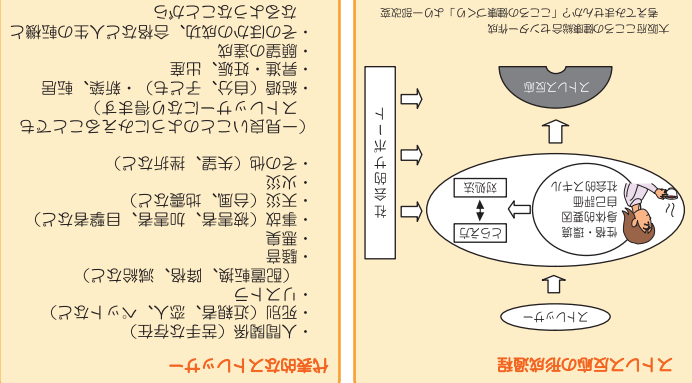 ストレス反応の形成過程
ストレッサー
性格・環境
身体的要因
自己評価
社会的スキル
とらえ方
対処法
社会的サポート
ストレス反応
大阪府こころの健康総合センター作成
考えてみませんか?「こころの健康づくり」より一部改変
代表的なストレッサー
・人間関係(苦手な存在)
・死別(近親者、恋人、ペットなど)
・リストラ
(配置転換、降格、減給など)
・騒音
・悪臭
・事故(被害者、加害者、目撃者など)
・天災(台風、地震など)
・火災
・その他(失望、挫折など)
(一見良いことのようにみえることでも
ストレッサーになり得ます)
・結婚(自分、子ども)・新築、転居
・昇進・妊娠、出産
・願望の達成
・そのほかの成功、合格など人生の転機と
なるようなことがら